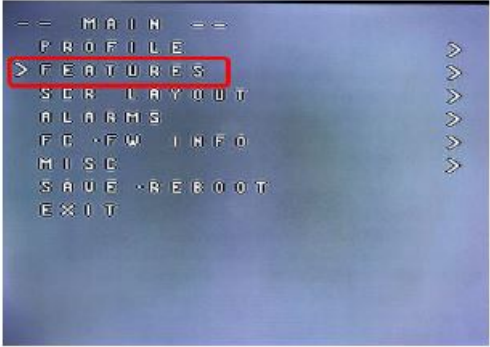 -- MAIN --
PROFILE >
> FEATURES >
SCR LAYOUT >
ALARMS >
FC·FW INFO >
MISC >
SAVE·REBOOT
EXIT